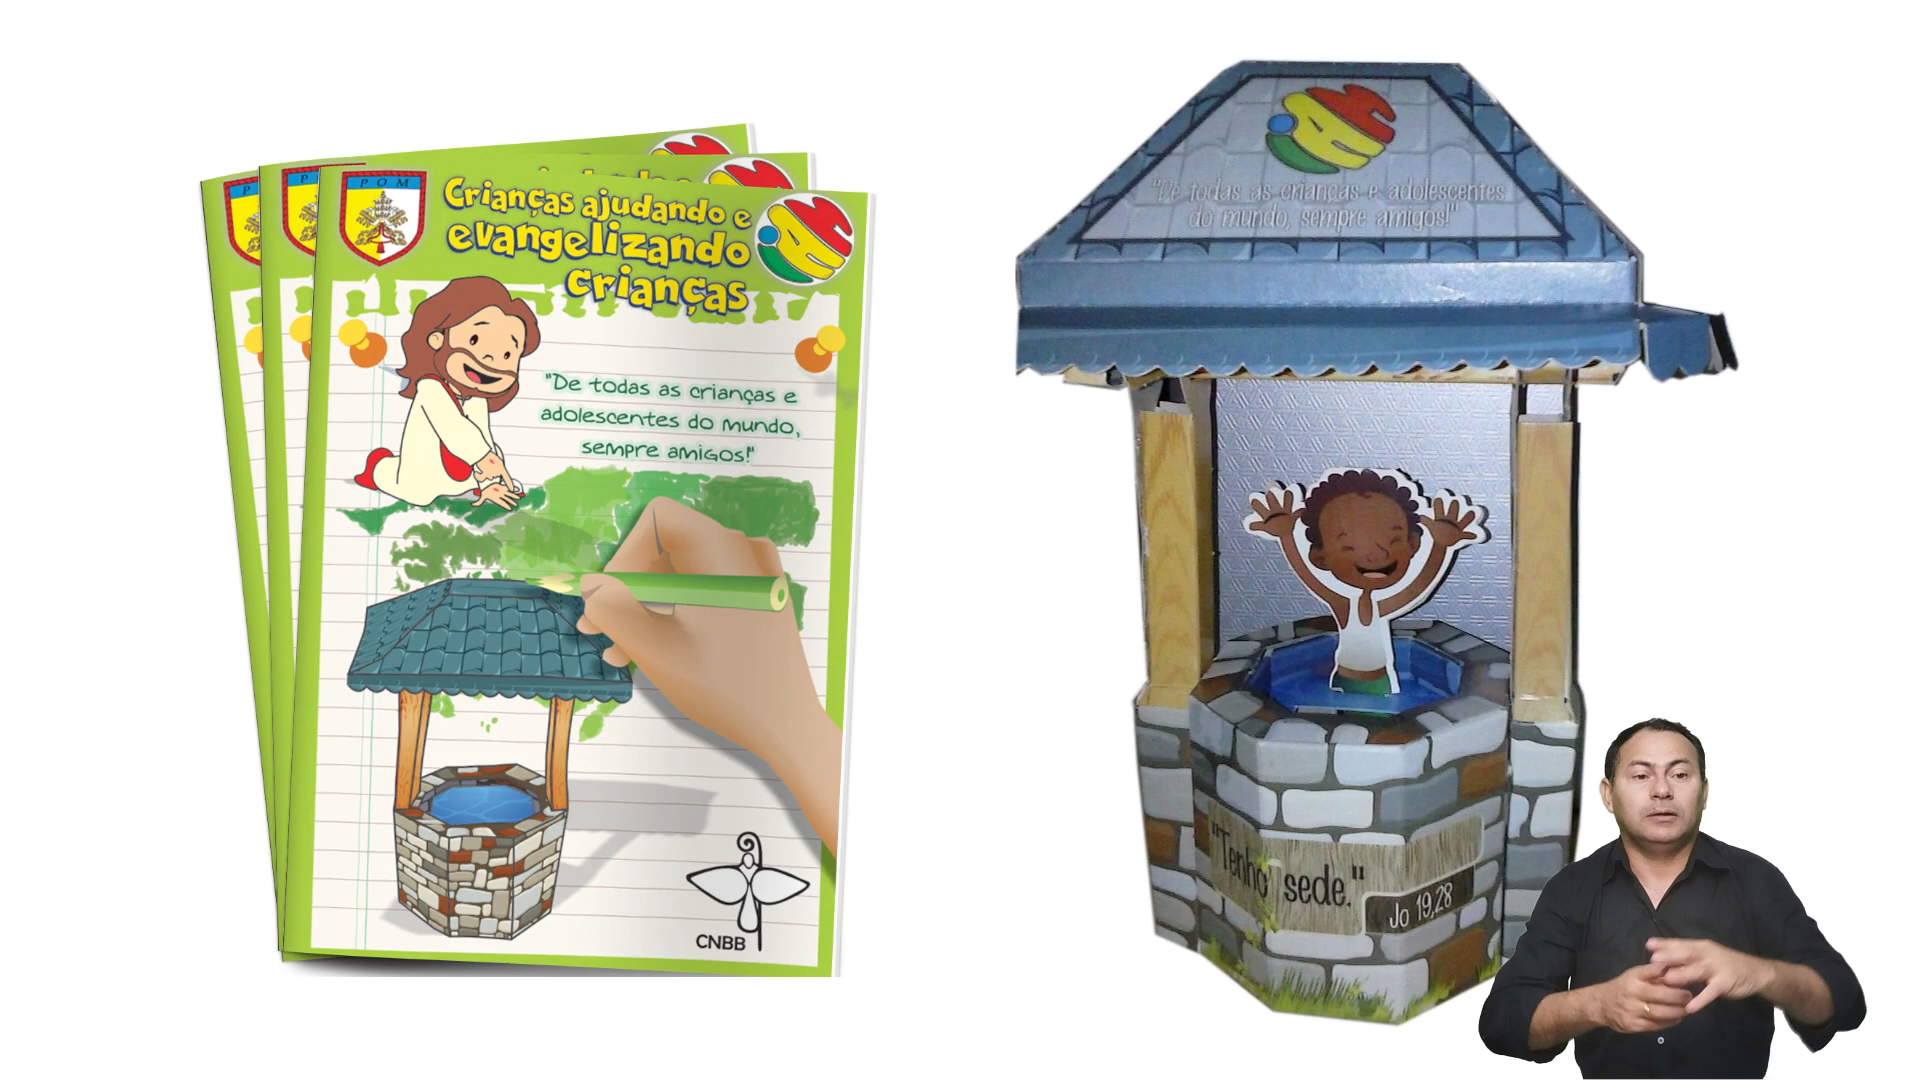 P O M
Crianças ajudando e
evangelizando
crianças
"De todas as crianças e
adolescentes do mundo,
sempre amigos!"
CNBB
"De todas as crianças e adolescentes
do mundo, sempre amigos!"
"Tenho sede."
Jo 19,28